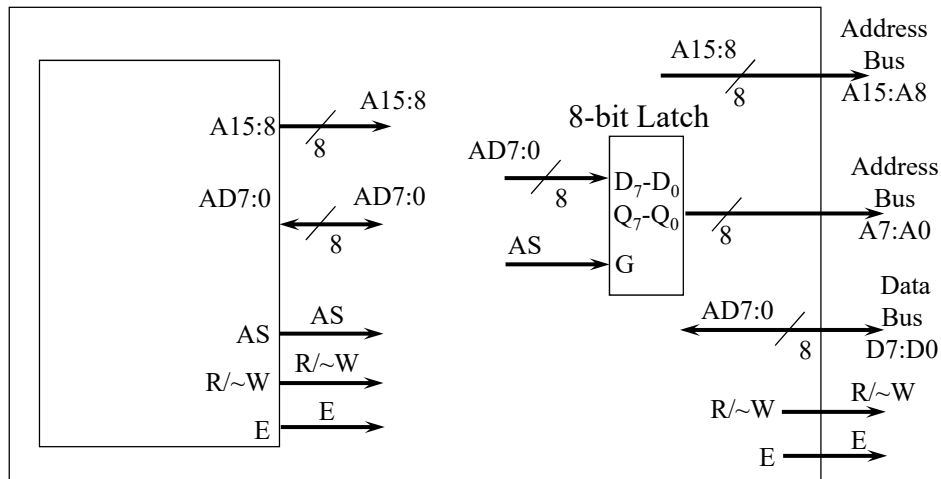 A15:8
A15:8
8
AD7:0
AD7:0
8
AS
AS
R/~W
R/~W
E
E
8-bit Latch
AD7:0
8
D7-D0
Q7-Q0
AS
G
A15:8
8
Address
Bus
A15:A8
8
Address
Bus
A7:A0
AD7:0
8
Data
Bus
D7:D0
R/~W
R/~W
E
E